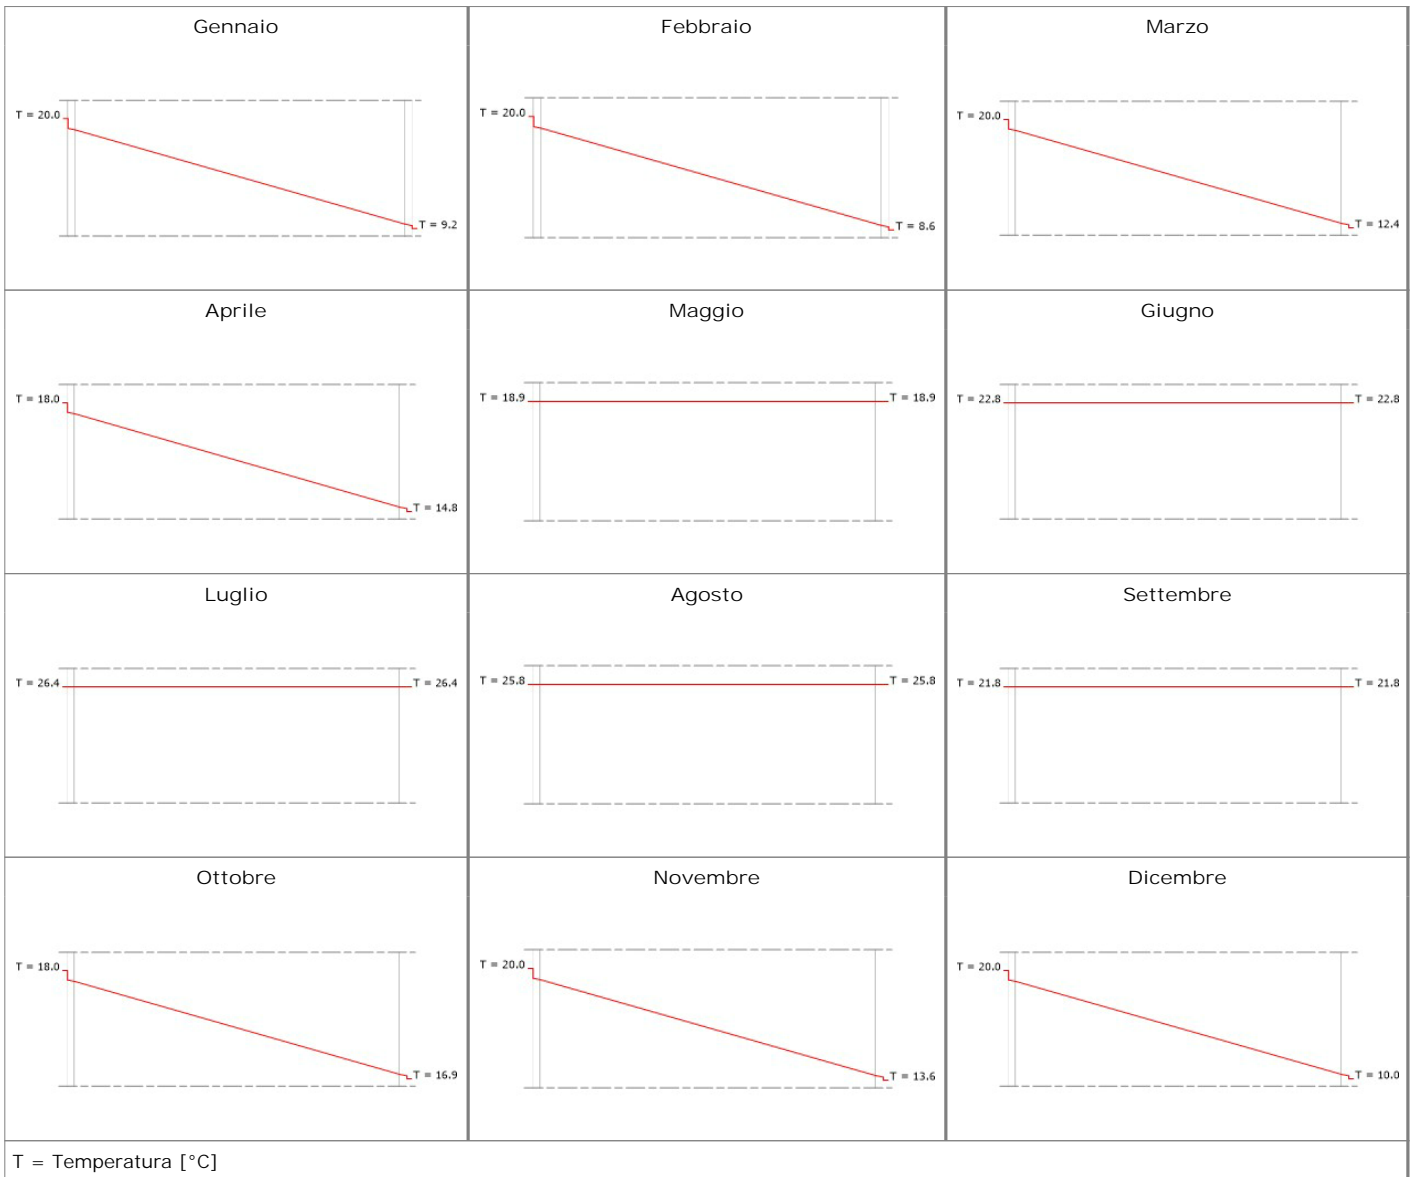 Gennaio
Febbraio
Marzo
T = 20.0
T = 9.2
T = 20.0
T = 8.6
T = 20.0
T = 12.4
Aprile
Maggio
Giugno
T = 18.0
T = 14.8
T = 18.9
T = 18.9
T = 22.8
T = 22.8
Luglio
Agosto
Settembre
T = 26.4
T = 26.4
T = 25.8
T = 25.8
T = 21.8
T = 21.8
Ottobre
Novembre
Dicembre
T = 18.0
T = 16.9
T = 20.0
T = 13.6
T = 20.0
T = 10.0
T = Temperatura [°C]